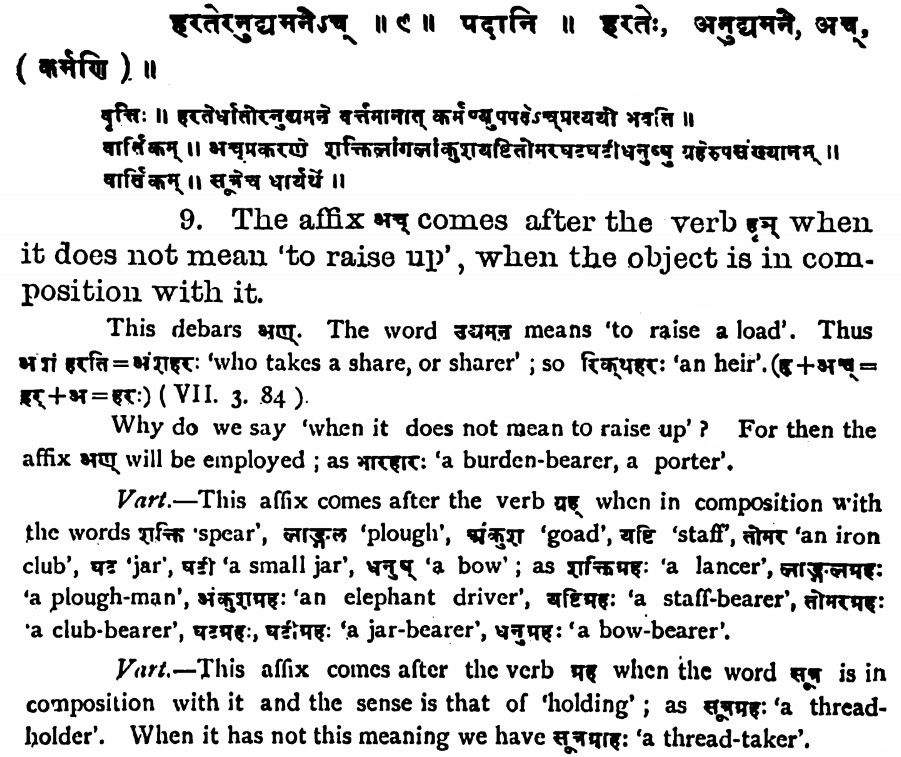 हरतेरनुद्यमनेऽच् ॥ ९ ॥ पदानि ॥ हरतेः, अनुद्यमने, अच्,
( कर्मणि ) ॥
वृत्तिः ॥ हरतेर्धातोरनुद्यमने वर्त्तमानात् कर्मण्युपपदेऽच्प्रत्ययो भवति ॥
वार्त्तिकम् ॥ अच्प्रकरणे शक्तिलांगलांकुशयष्टितोमरघटघटीधनुष्षु ग्रहेरुपसंख्यानम् ॥
वार्त्तिकम् ॥ सूत्रेच धार्यर्थे ॥
9. The affix अच् comes after the verb हृञ् when
it does not mean 'to raise up', when the object is in com-
position with it.
This debars अण्. The word उद्यमन means 'to raise a load'. Thus
अंशं हरति=अंशहरः 'who takes a share, or sharer' ; so रिक्थहरः 'an heir'.(हृ+अच्=
हर्+अ=हरः) ( VII. 3. 84 ).
Why do we say 'when it does not mean to raise up' ? For then the
affix अण् will be employed ; as भारहारः 'a burden-bearer, a porter'.
Vart.—This affix comes after the verb ग्रह् when in composition with
the words शक्ति 'spear', लाङ्गल 'plough', अंकुश 'goad', यष्टि 'staff', तोमर 'an iron
club', घट 'jar', घटी 'a small jar', धनुष् 'a bow' ; as शक्तिग्रहः 'a lancer', लाङ्गलग्रहः
'a plough-man', अंकुशग्रहः 'an elephant driver', यष्टिग्रहः 'a staff-bearer', तोमरग्रहः
'a club-bearer', घटग्रहः, घटीग्रहः 'a jar-bearer', धनुग्रहः 'a bow-bearer'.
Vart.—This affix comes after the verb ग्रह when the word सूत्र is in
composition with it and the sense is that of 'holding' ; as सूत्रग्रहः 'a thread-
holder'. When it has not this meaning we have सूत्रग्राहः 'a thread-taker'.